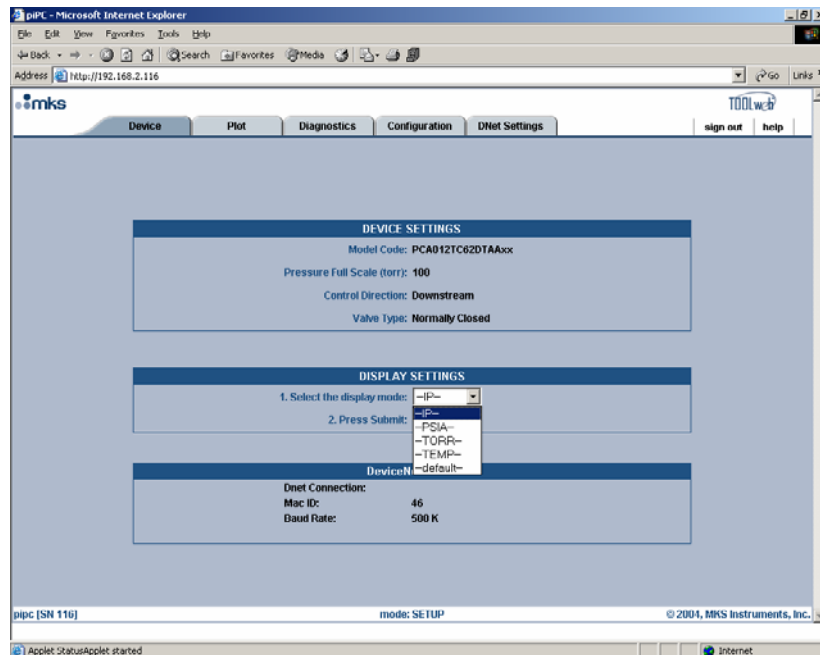 piPC - Microsoft Internet Explorer
File Edit View Favorites Tools Help
Back Search Favorites Media
Address http://192.168.2.116 Go Links
mks TOOLweb
Device Plot Diagnostics Configuration DNet Settings sign out help
DEVICE SETTINGS
Model Code: PCA012TC62DTAAxx
Pressure Full Scale (torr): 100
Control Direction: Downstream
Valve Type: Normally Closed
DISPLAY SETTINGS
1. Select the display mode: --IP--
--IP--
2. Press Submit:
--PSIA--
--TORR--
--TEMP--
--default--
DeviceN
Dnet Connection:
Mac ID: 46
Baud Rate: 500 K
pipc [SN 116] mode: SETUP © 2004, MKS Instruments, Inc.
Applet StatusApplet started Internet